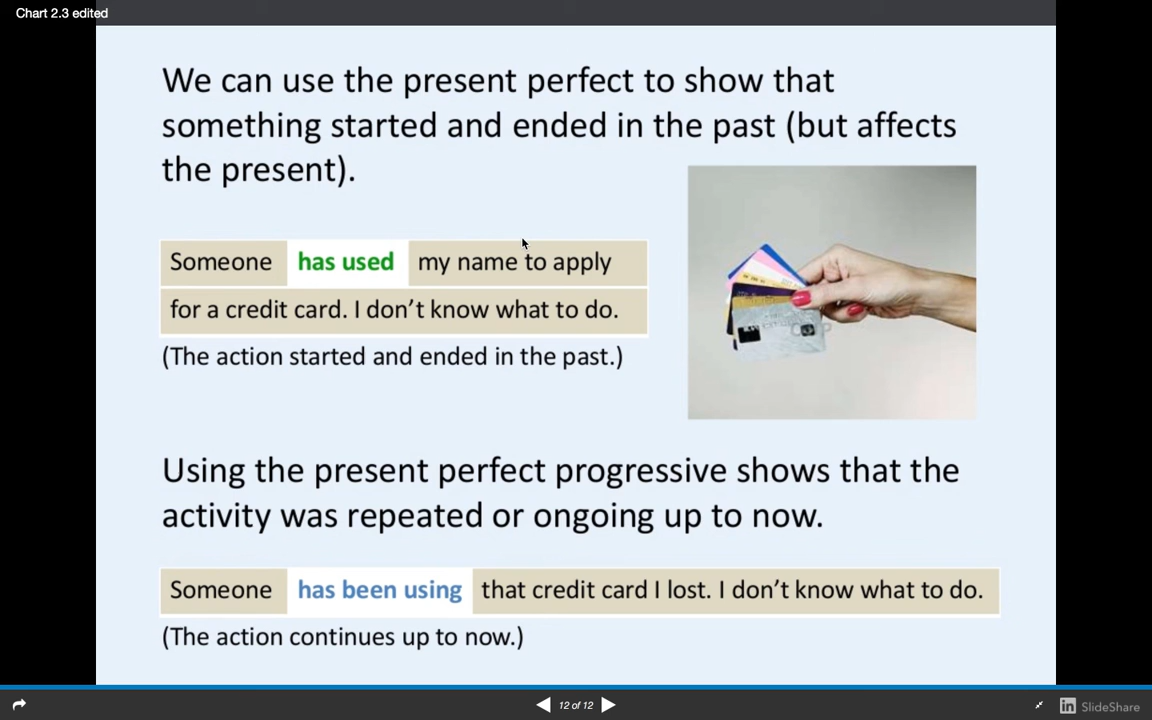 Chart 2.3 edited
We can use the present perfect to show that
something started and ended in the past (but affects
the present).
Someone has used my name to apply
for a credit card. I don’t know what to do.
(The action started and ended in the past.)
Using the present perfect progressive shows that the
activity was repeated or ongoing up to now.
Someone has been using that credit card I lost. I don’t know what to do.
(The action continues up to now.)
12 of 12
in SlideShare